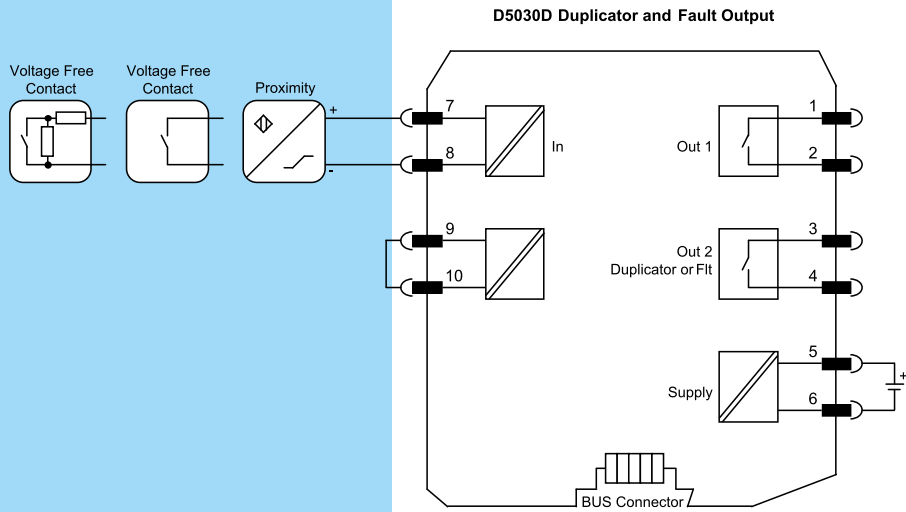 D5030D Duplicator and Fault Output
Voltage Free
Contact
Voltage Free
Contact
Proximity
+
-
7
8
In
9
10
1
Out 1
2
3
Out 2
Duplicator or Flt
4
5
+
Supply
6
BUS Connector